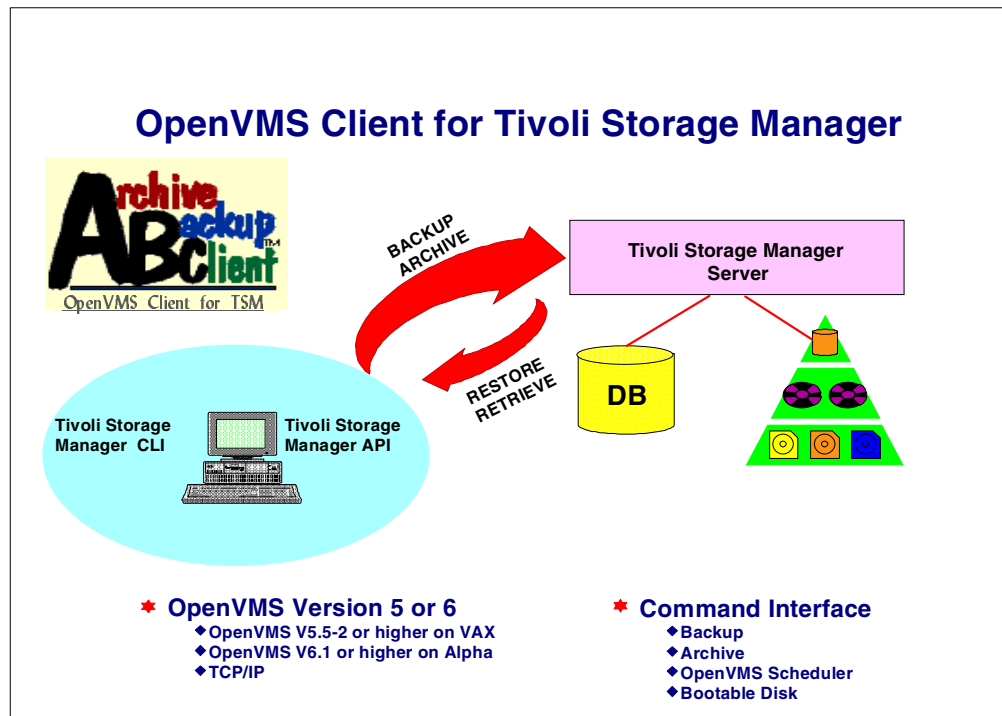 OpenVMS Client for Tivoli Storage Manager
Archive
Backup™
Client
OpenVMS Client for TSM
BACKUP
ARCHIVE
Tivoli Storage Manager
Server
RESTORE
RETRIEVE
DB
Tivoli Storage
Manager CLI
Tivoli Storage
Manager API
OpenVMS Version 5 or 6
OpenVMS V5.5-2 or higher on VAX
OpenVMS V6.1 or higher on Alpha
TCP/IP
Command Interface
Backup
Archive
OpenVMS Scheduler
Bootable Disk